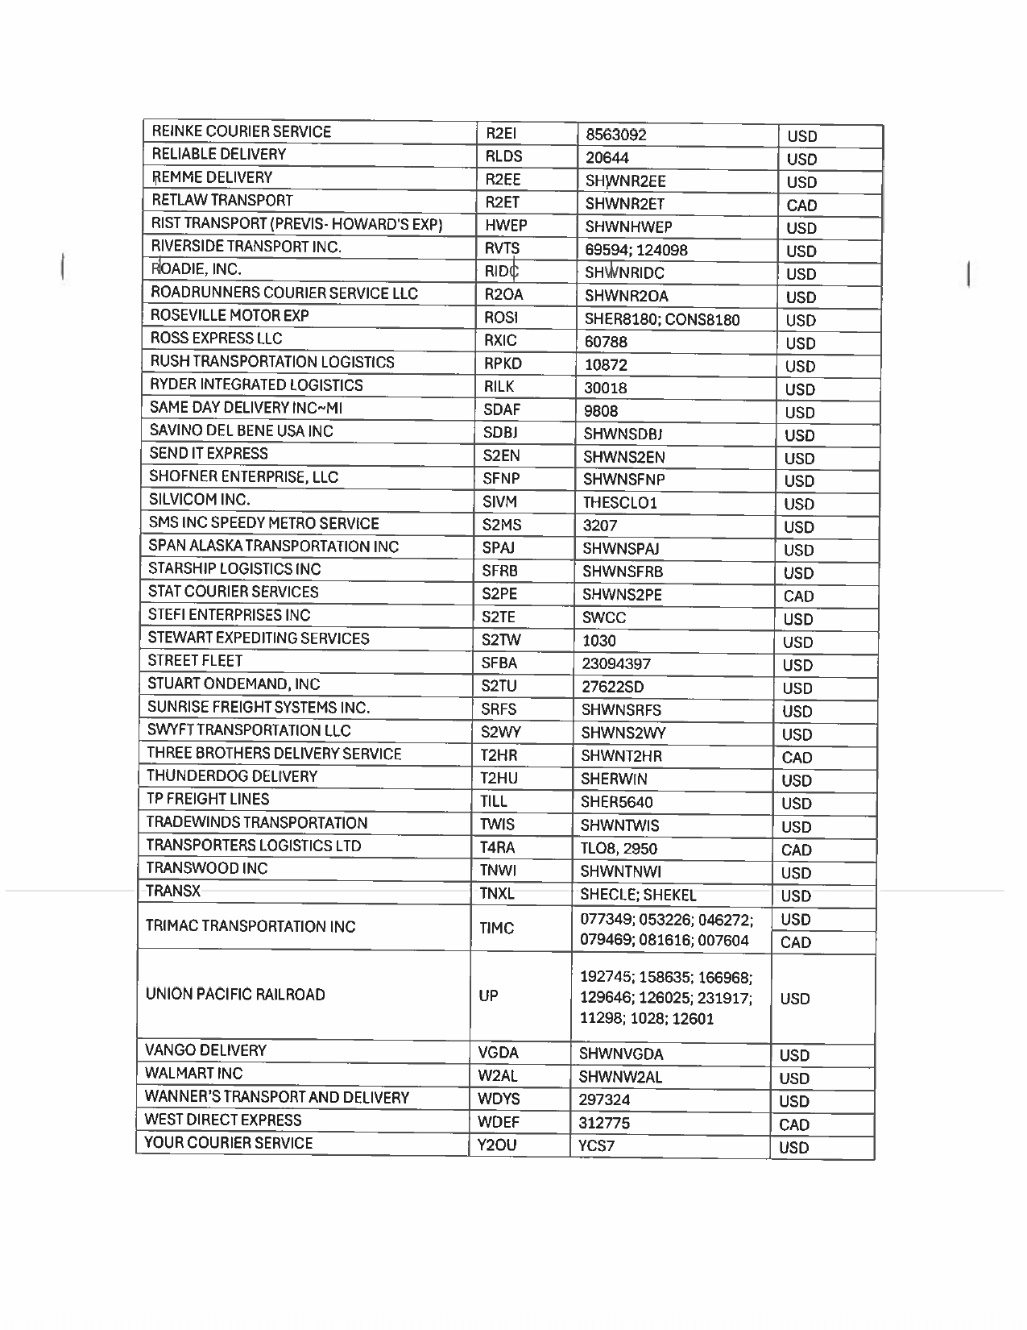 REINKE COURIER SERVICE R2EI 8563092 USD
RELIABLE DELIVERY RLDS 20644 USD
REMME DELIVERY R2EE SHWNR2EE USD
RETLAW TRANSPORT R2ET SHWNR2ET CAD
RIST TRANSPORT (PREVIS- HOWARD'S EXP) HWEP SHWNHWEP USD
RIVERSIDE TRANSPORT INC. RVTS 69594; 124098 USD
ROADIE, INC. RIDC SHWNRIDC USD
ROADRUNNERS COURIER SERVICE LLC R2OA SHWNR2OA USD
ROSEVILLE MOTOR EXP ROSI SHER8180; CONS8180 USD
ROSS EXPRESS LLC RXIC 60788 USD
RUSH TRANSPORTATION LOGISTICS RPKD 10872 USD
RYDER INTEGRATED LOGISTICS RILK 30018 USD
SAME DAY DELIVERY INC~MI SDAF 9808 USD
SAVINO DEL BENE USA INC SDBJ SHWNSDBJ USD
SEND IT EXPRESS S2EN SHWNS2EN USD
SHOFNER ENTERPRISE, LLC SFNP SHWNSFNP USD
SILVICOM INC. SIVM THESCLO1 USD
SMS INC SPEEDY METRO SERVICE S2MS 3207 USD
SPAN ALASKA TRANSPORTATION INC SPAJ SHWNSPAJ USD
STARSHIP LOGISTICS INC SFRB SHWNSFRB USD
STAT COURIER SERVICES S2PE SHWNS2PE CAD
STEFI ENTERPRISES INC S2TE SWCC USD
STEWART EXPEDITING SERVICES S2TW 1030 USD
STREET FLEET SFBA 23094397 USD
STUART ONDEMAND, INC S2TU 27622SD USD
SUNRISE FREIGHT SYSTEMS INC. SRFS SHWNSRFS USD
SWYFT TRANSPORTATION LLC S2WY SHWNS2WY USD
THREE BROTHERS DELIVERY SERVICE T2HR SHWNT2HR CAD
THUNDERDOG DELIVERY T2HU SHERWIN USD
TP FREIGHT LINES TILL SHER5640 USD
TRADEWINDS TRANSPORTATION TWIS SHWNTWIS USD
TRANSPORTERS LOGISTICS LTD T4RA TLO8, 2950 CAD
TRANSWOOD INC TNWI SHWNTNWI USD
TRANSX TNXL SHECLE; SHEKEL USD
TRIMAC TRANSPORTATION INC TIMC 077349; 053226; 046272; USD
079469; 081616; 007604 CAD
192745; 158635; 166968;
UNION PACIFIC RAILROAD UP 129646; 126025; 231917; USD
11298; 1028; 12601
VANGO DELIVERY VGDA SHWNVGDA USD
WALMART INC W2AL SHWNW2AL USD
WANNER'S TRANSPORT AND DELIVERY WDYS 297324 USD
WEST DIRECT EXPRESS WDEF 312775 CAD
YOUR COURIER SERVICE Y2OU YCS7 USD